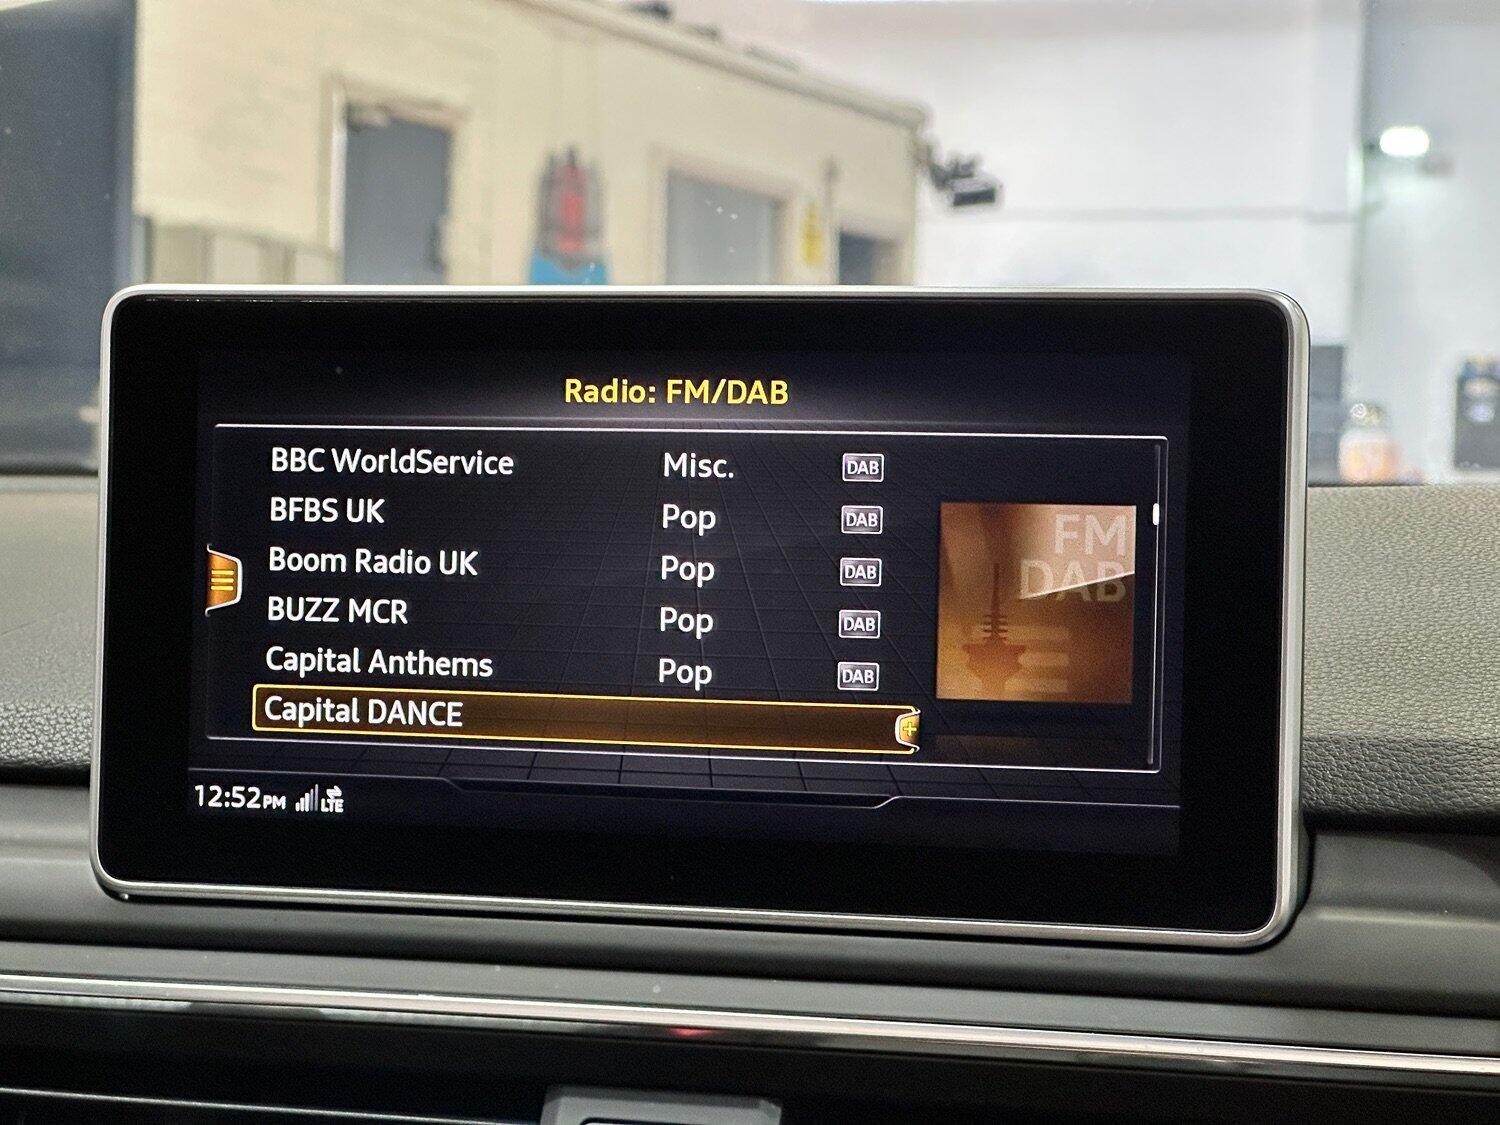 Radio: FM/DAB
BBC WorldService Misc. DAB
BFBS UK Pop DAB
Boom Radio UK Pop DAB
BUZZ MCR Pop DAB
Capital Anthems Pop DAB
Capital DANCE
FM
DAB
12:52PM LTE